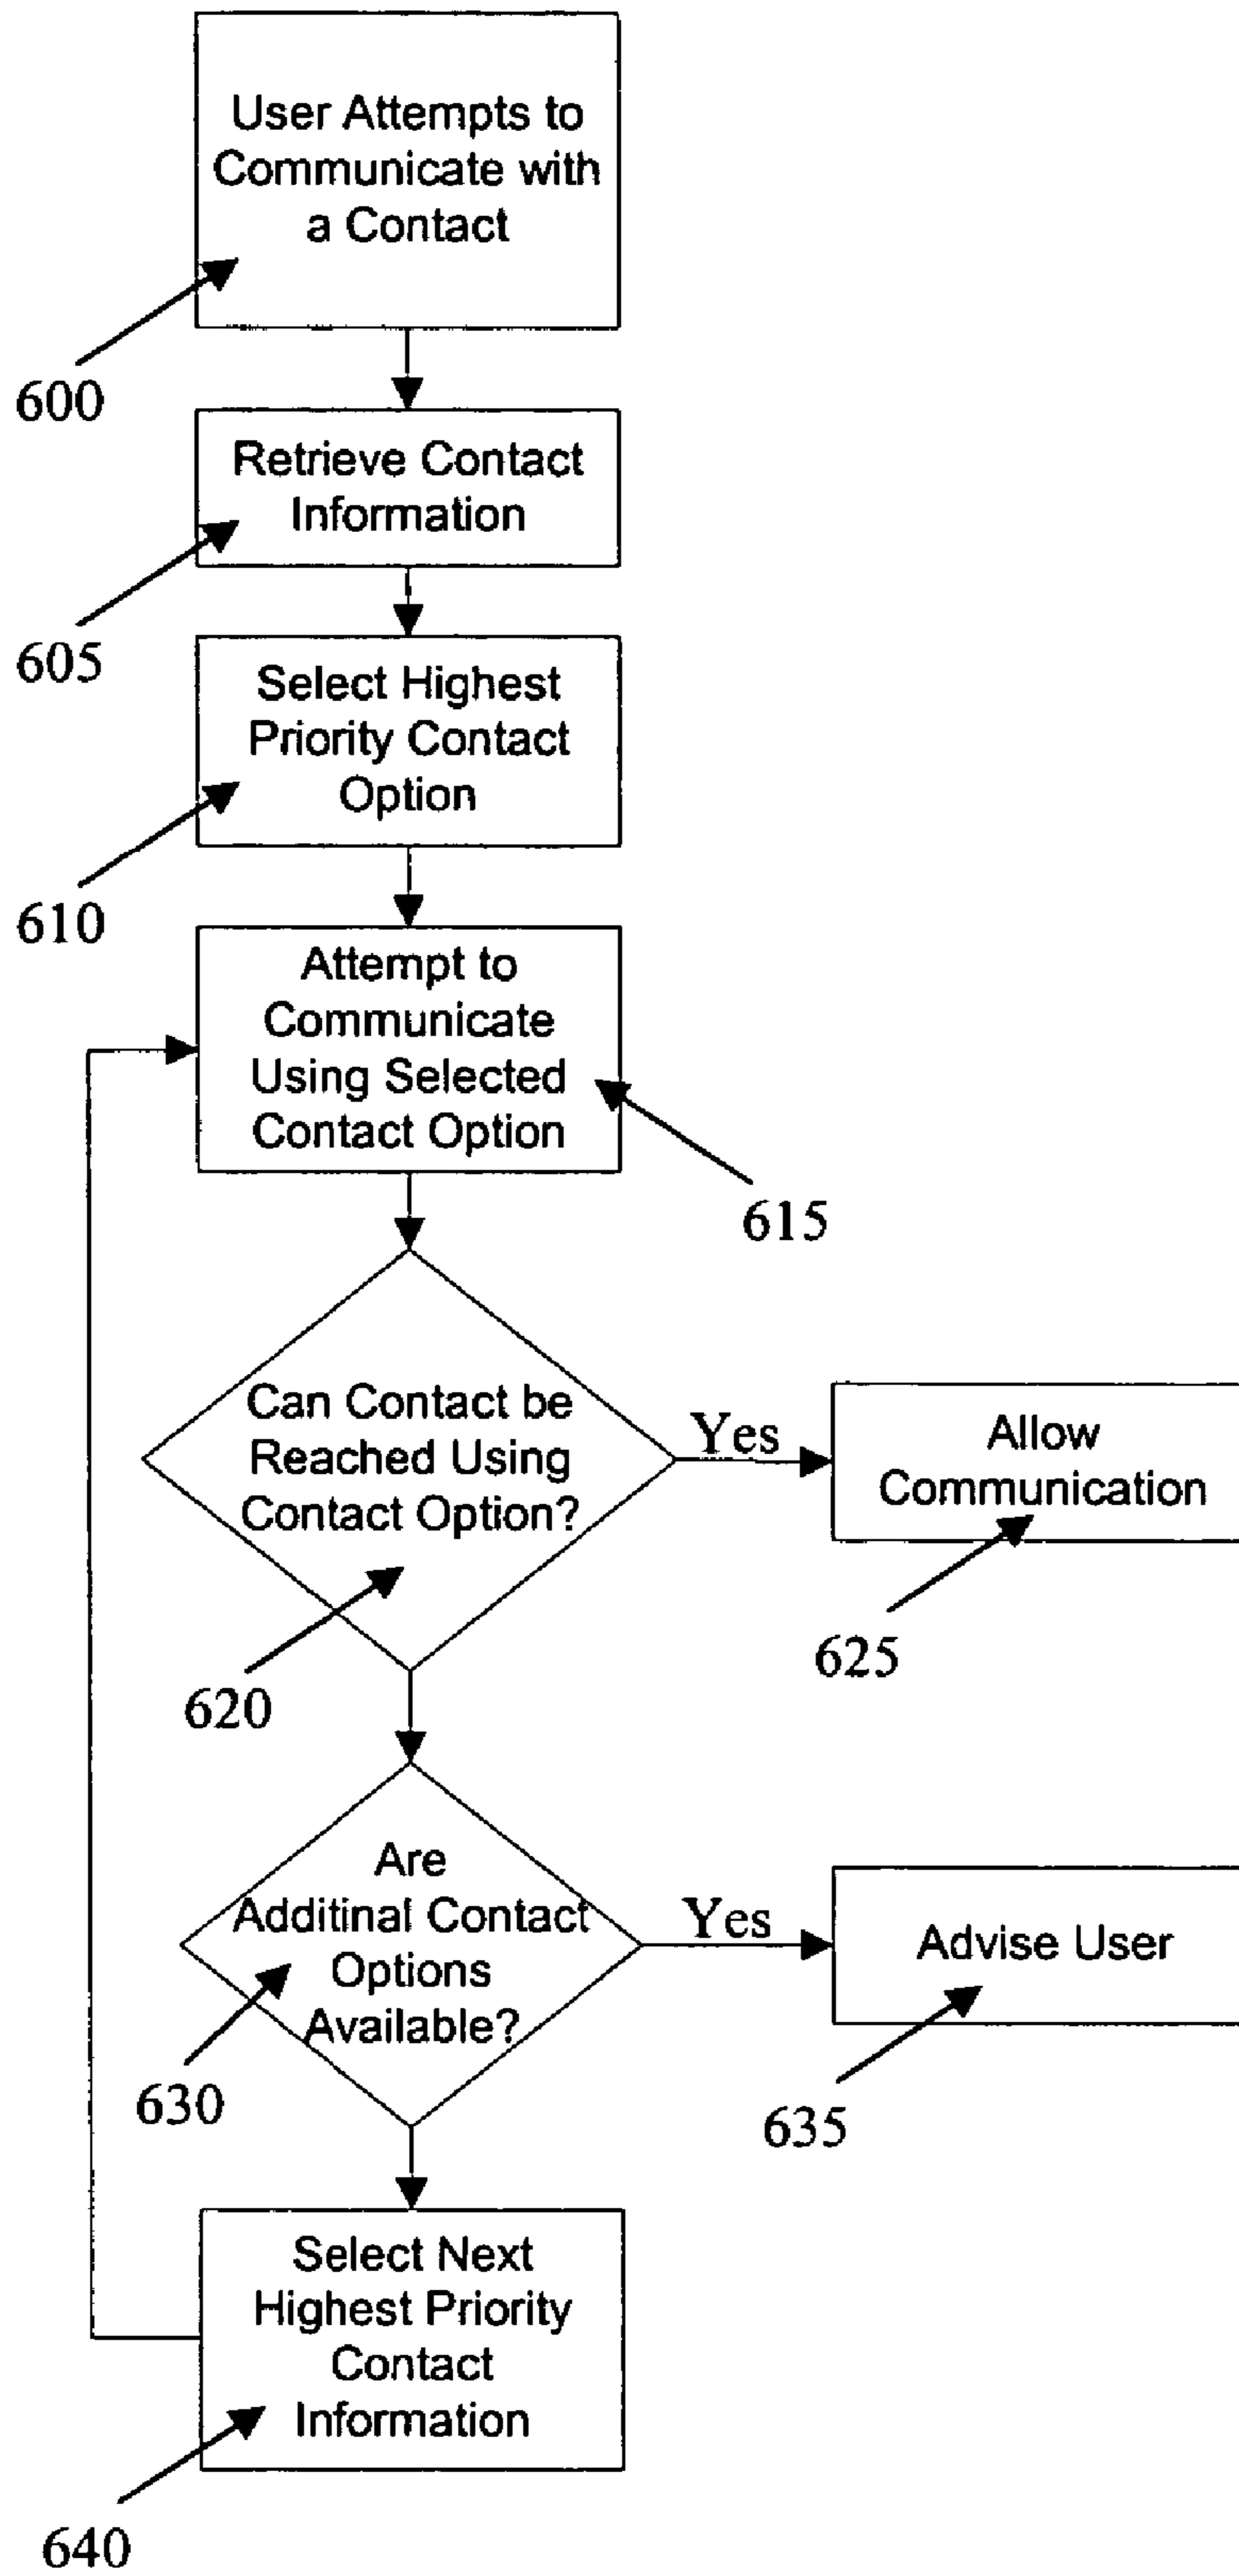 User Attempts to
Communicate with
a Contact
600
Retrieve Contact
Information
605
Select Highest
Priority Contact
Option
610
Attempt to
Communicate
Using Selected
Contact Option
615
Can Contact be
Reached Using
Contact Option?
Yes
Allow
Communication
620
625
Are
Additinal Contact
Options
Available?
Yes
Advise User
630
635
Select Next
Highest Priority
Contact
Information
640